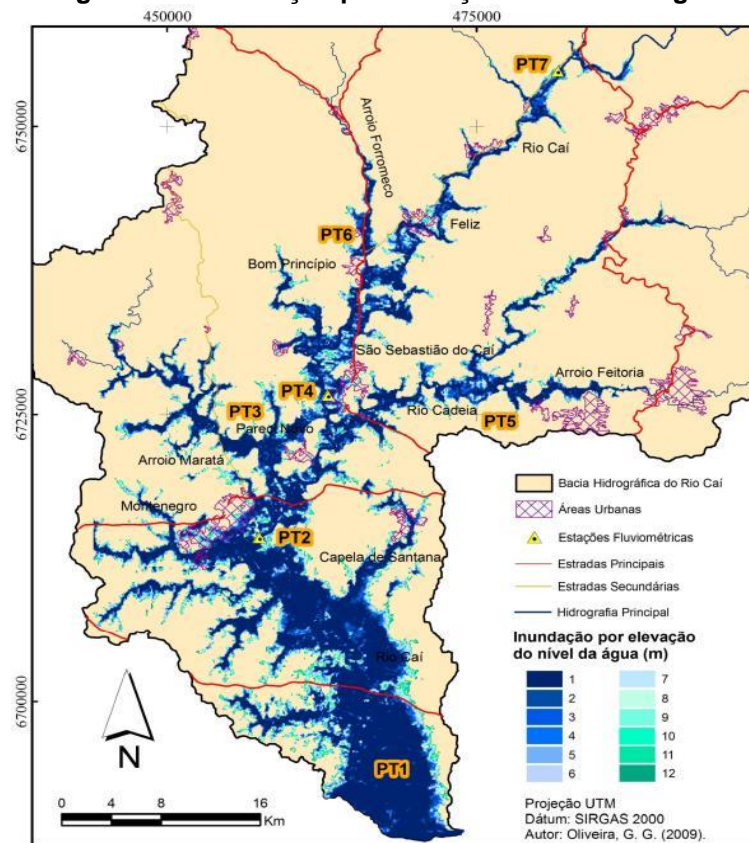 450000
475000
PT7
6750000
Arroio Forromeco
Rio Caí
Feliz
PT6
Bom Princípio
São Sebastião do Caí
PT4
Arroio Feitoria
6725000
PT3
Rio Cadeia
PT5
Pareci Novo
Arroio Maratá
Montenegro
PT2
Capela de Santana
Rio Caí
6700000
PT1
N
0 4 8 16
Km
Bacia Hidrográfica do Rio Caí
Áreas Urbanas
Estações Fluviométricas
Estradas Principais
Estradas Secundárias
Hidrografia Principal
Inundação por elevação
do nível da água (m)
1 7
2 8
3 9
4 10
5 11
6 12
Projeção UTM
Dátum: SIRGAS 2000
Autor: Oliveira, G. G. (2009).